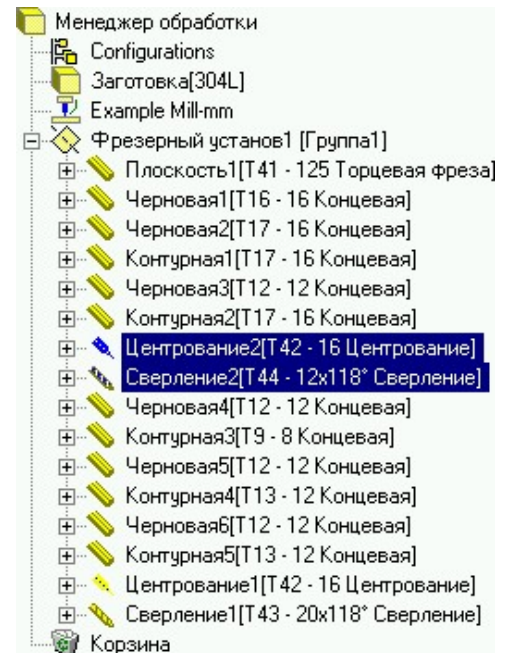 Менеджер обработки
Configurations
Заготовка[304L]
Example Mill-mm
Фрезерный установ1 [Группа1]
Плоскость1[T41 - 125 Торцевая фреза]
Черновая1[T16 - 16 Концевая]
Черновая2[T17 - 16 Концевая]
Контурная1[T17 - 16 Концевая]
Черновая3[T12 - 12 Концевая]
Контурная2[T17 - 16 Концевая]
Центрование2[T42 - 16 Центрование]
Сверление2[T44 - 12x118° Сверление]
Черновая4[T12 - 12 Концевая]
Контурная3[T9 - 8 Концевая]
Черновая5[T12 - 12 Концевая]
Контурная4[T13 - 12 Концевая]
Черновая6[T12 - 12 Концевая]
Контурная5[T13 - 12 Концевая]
Центрование1[T42 - 16 Центрование]
Сверление1[T43 - 20x118° Сверление]
Корзина